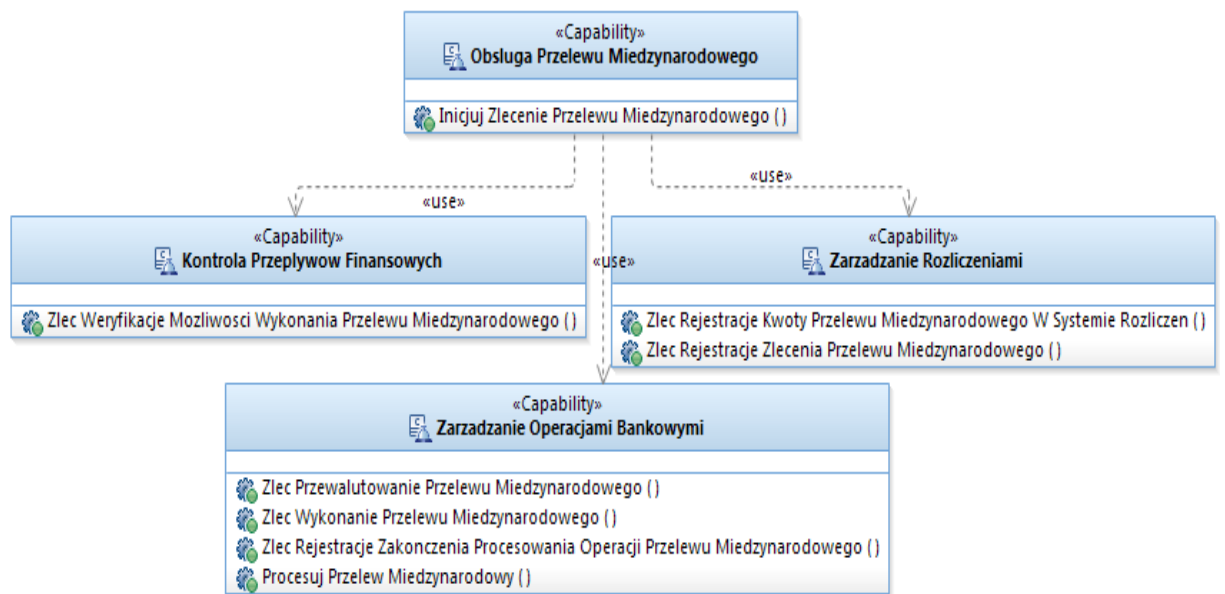 «Capability»
Obsluga Przelewu Miedzynarodowego
Inicjuj Zlecenie Przelewu Miedzynarodowego ( )
«use»
«use»
«use»
«Capability»
Kontrola Przeplywow Finansowych
Zlec Weryfikacje Mozliwosci Wykonania Przelewu Miedzynarodowego ( )
«Capability»
Zarzadzanie Rozliczeniami
Zlec Rejestracje Kwoty Przelewu Miedzynarodowego W Systemie Rozliczen ( )
Zlec Rejestracje Zlecenia Przelewu Miedzynarodowego ( )
«Capability»
Zarzadzanie Operacjami Bankowymi
Zlec Przewalutowanie Przelewu Miedzynarodowego ( )
Zlec Wykonanie Przelewu Miedzynarodowego ( )
Zlec Rejestracje Zakonczenia Procesowania Operacji Przelewu Miedzynarodowego ( )
Procesuj Przelew Miedzynarodowy ( )